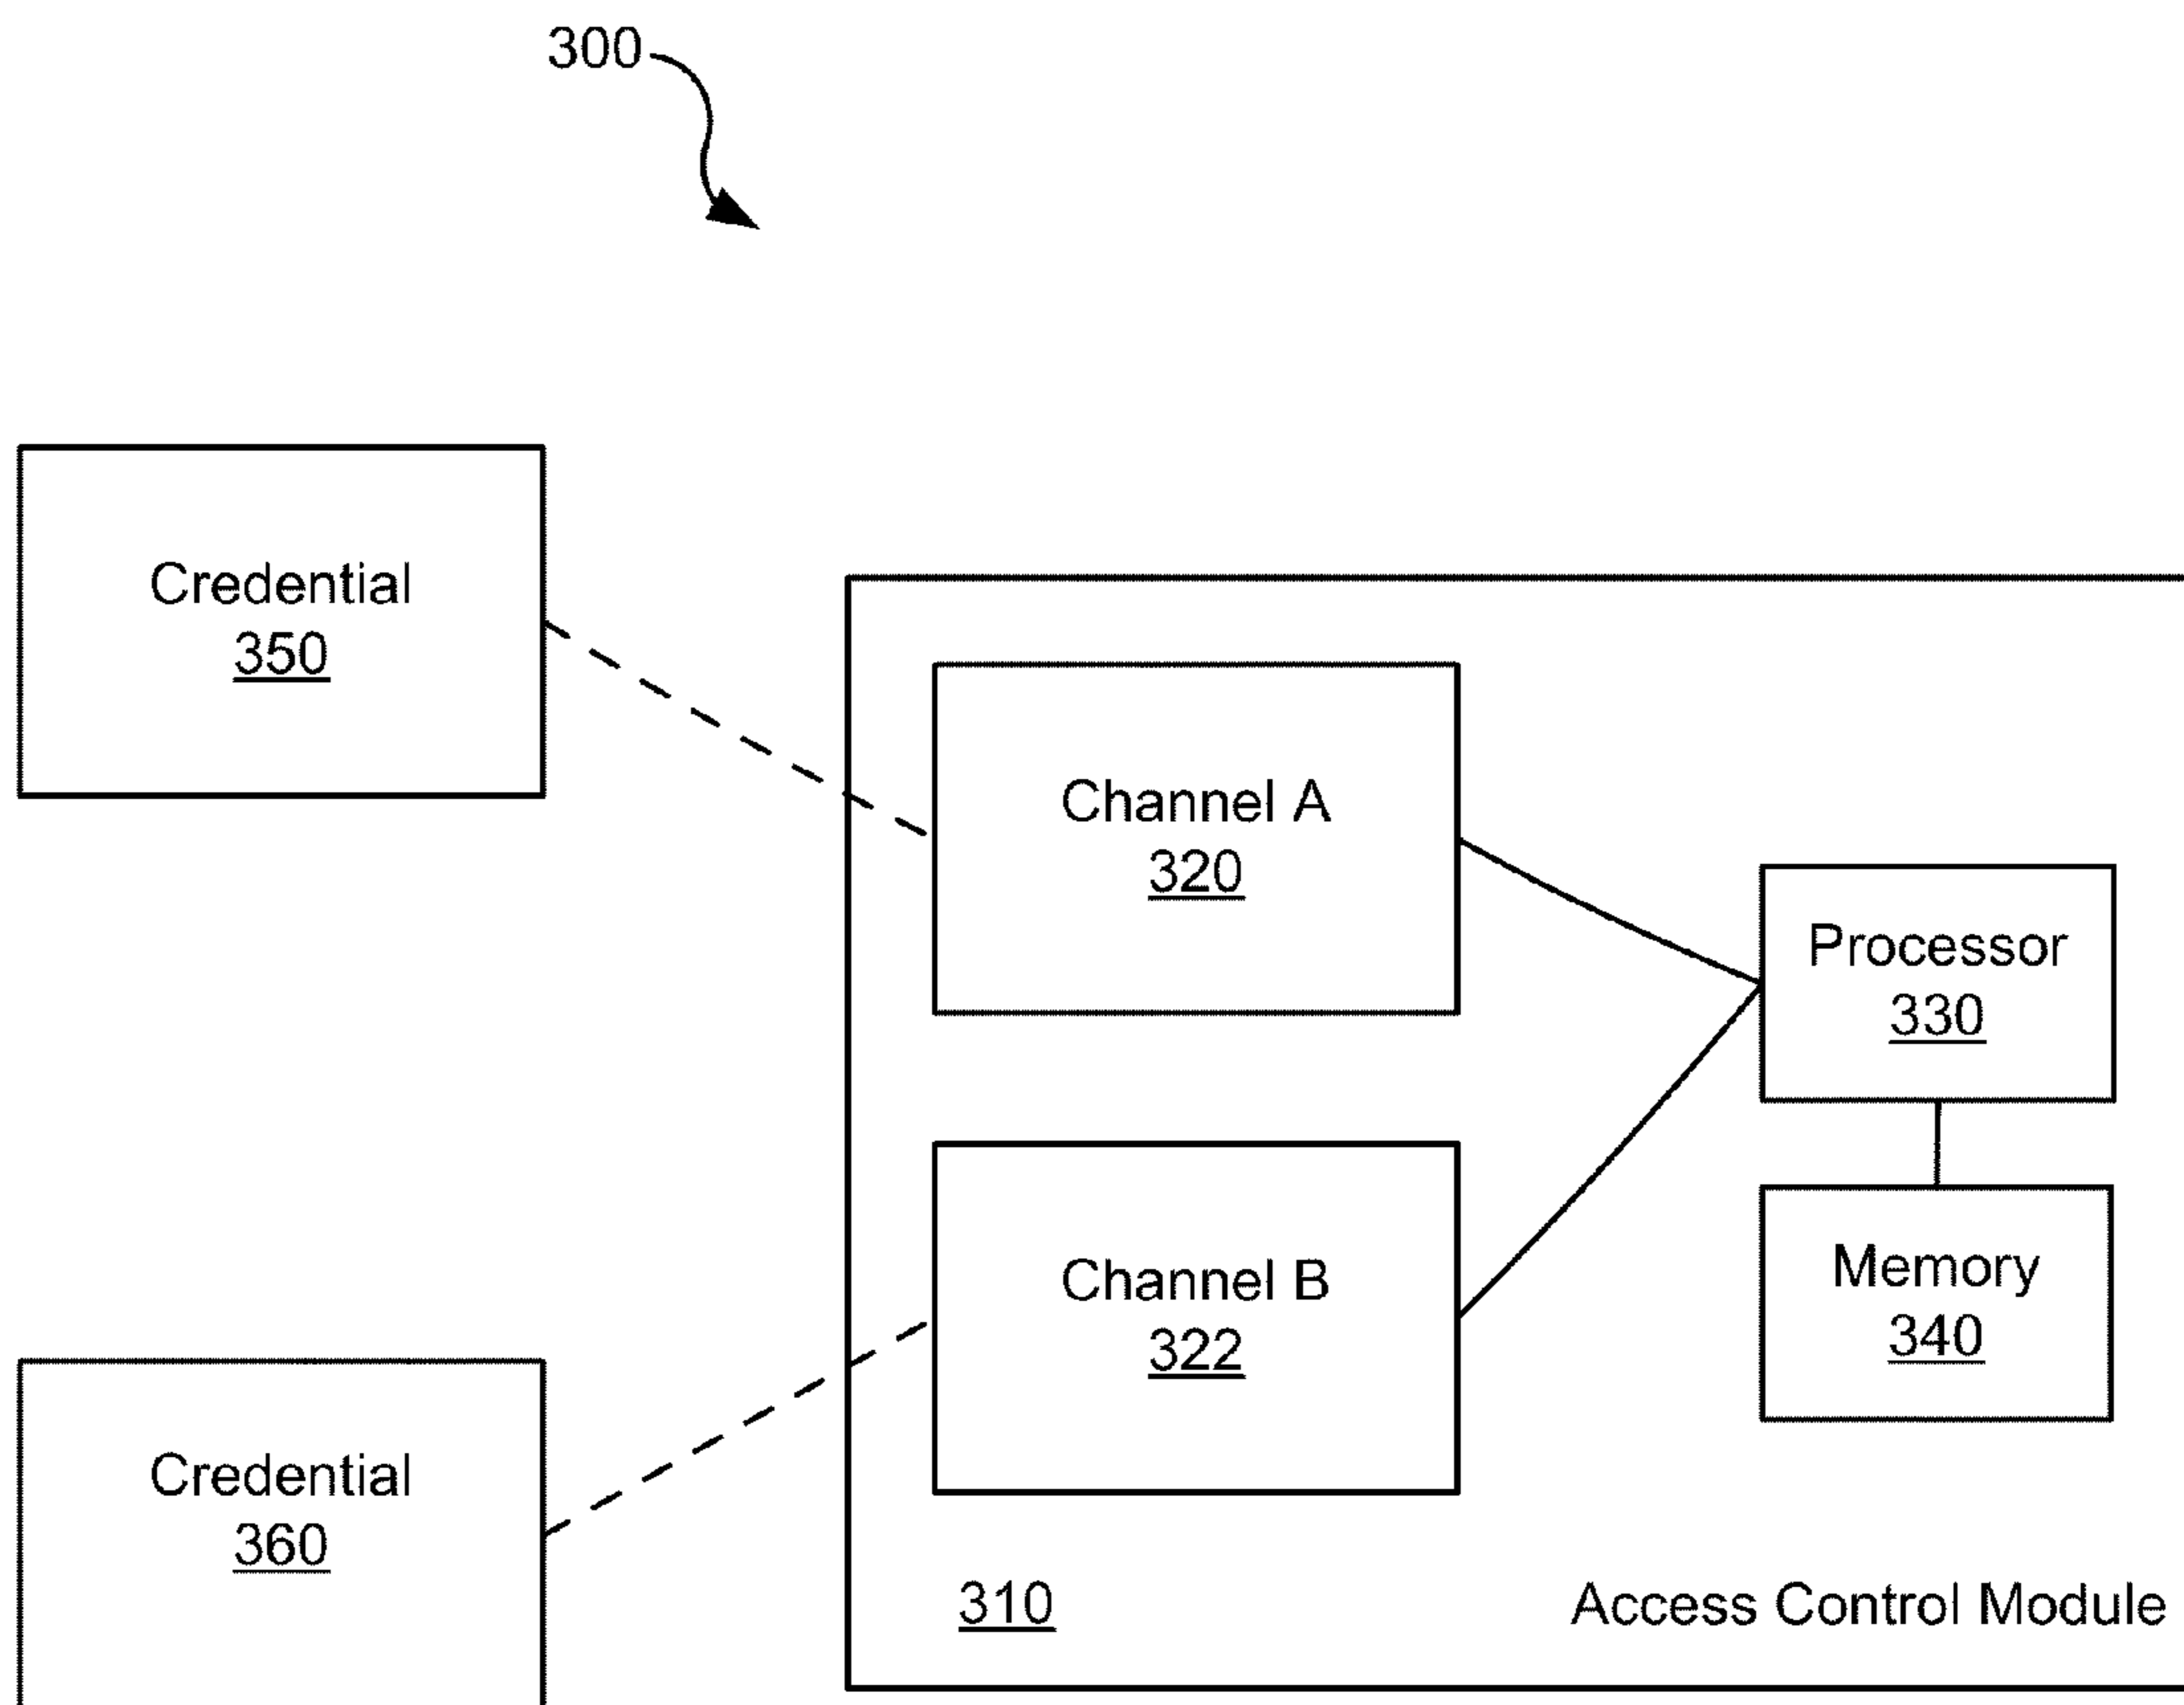 300
Credential
350
Channel A
320
Processor
330
Channel B
322
Memory
340
Credential
360
310
Access Control Module